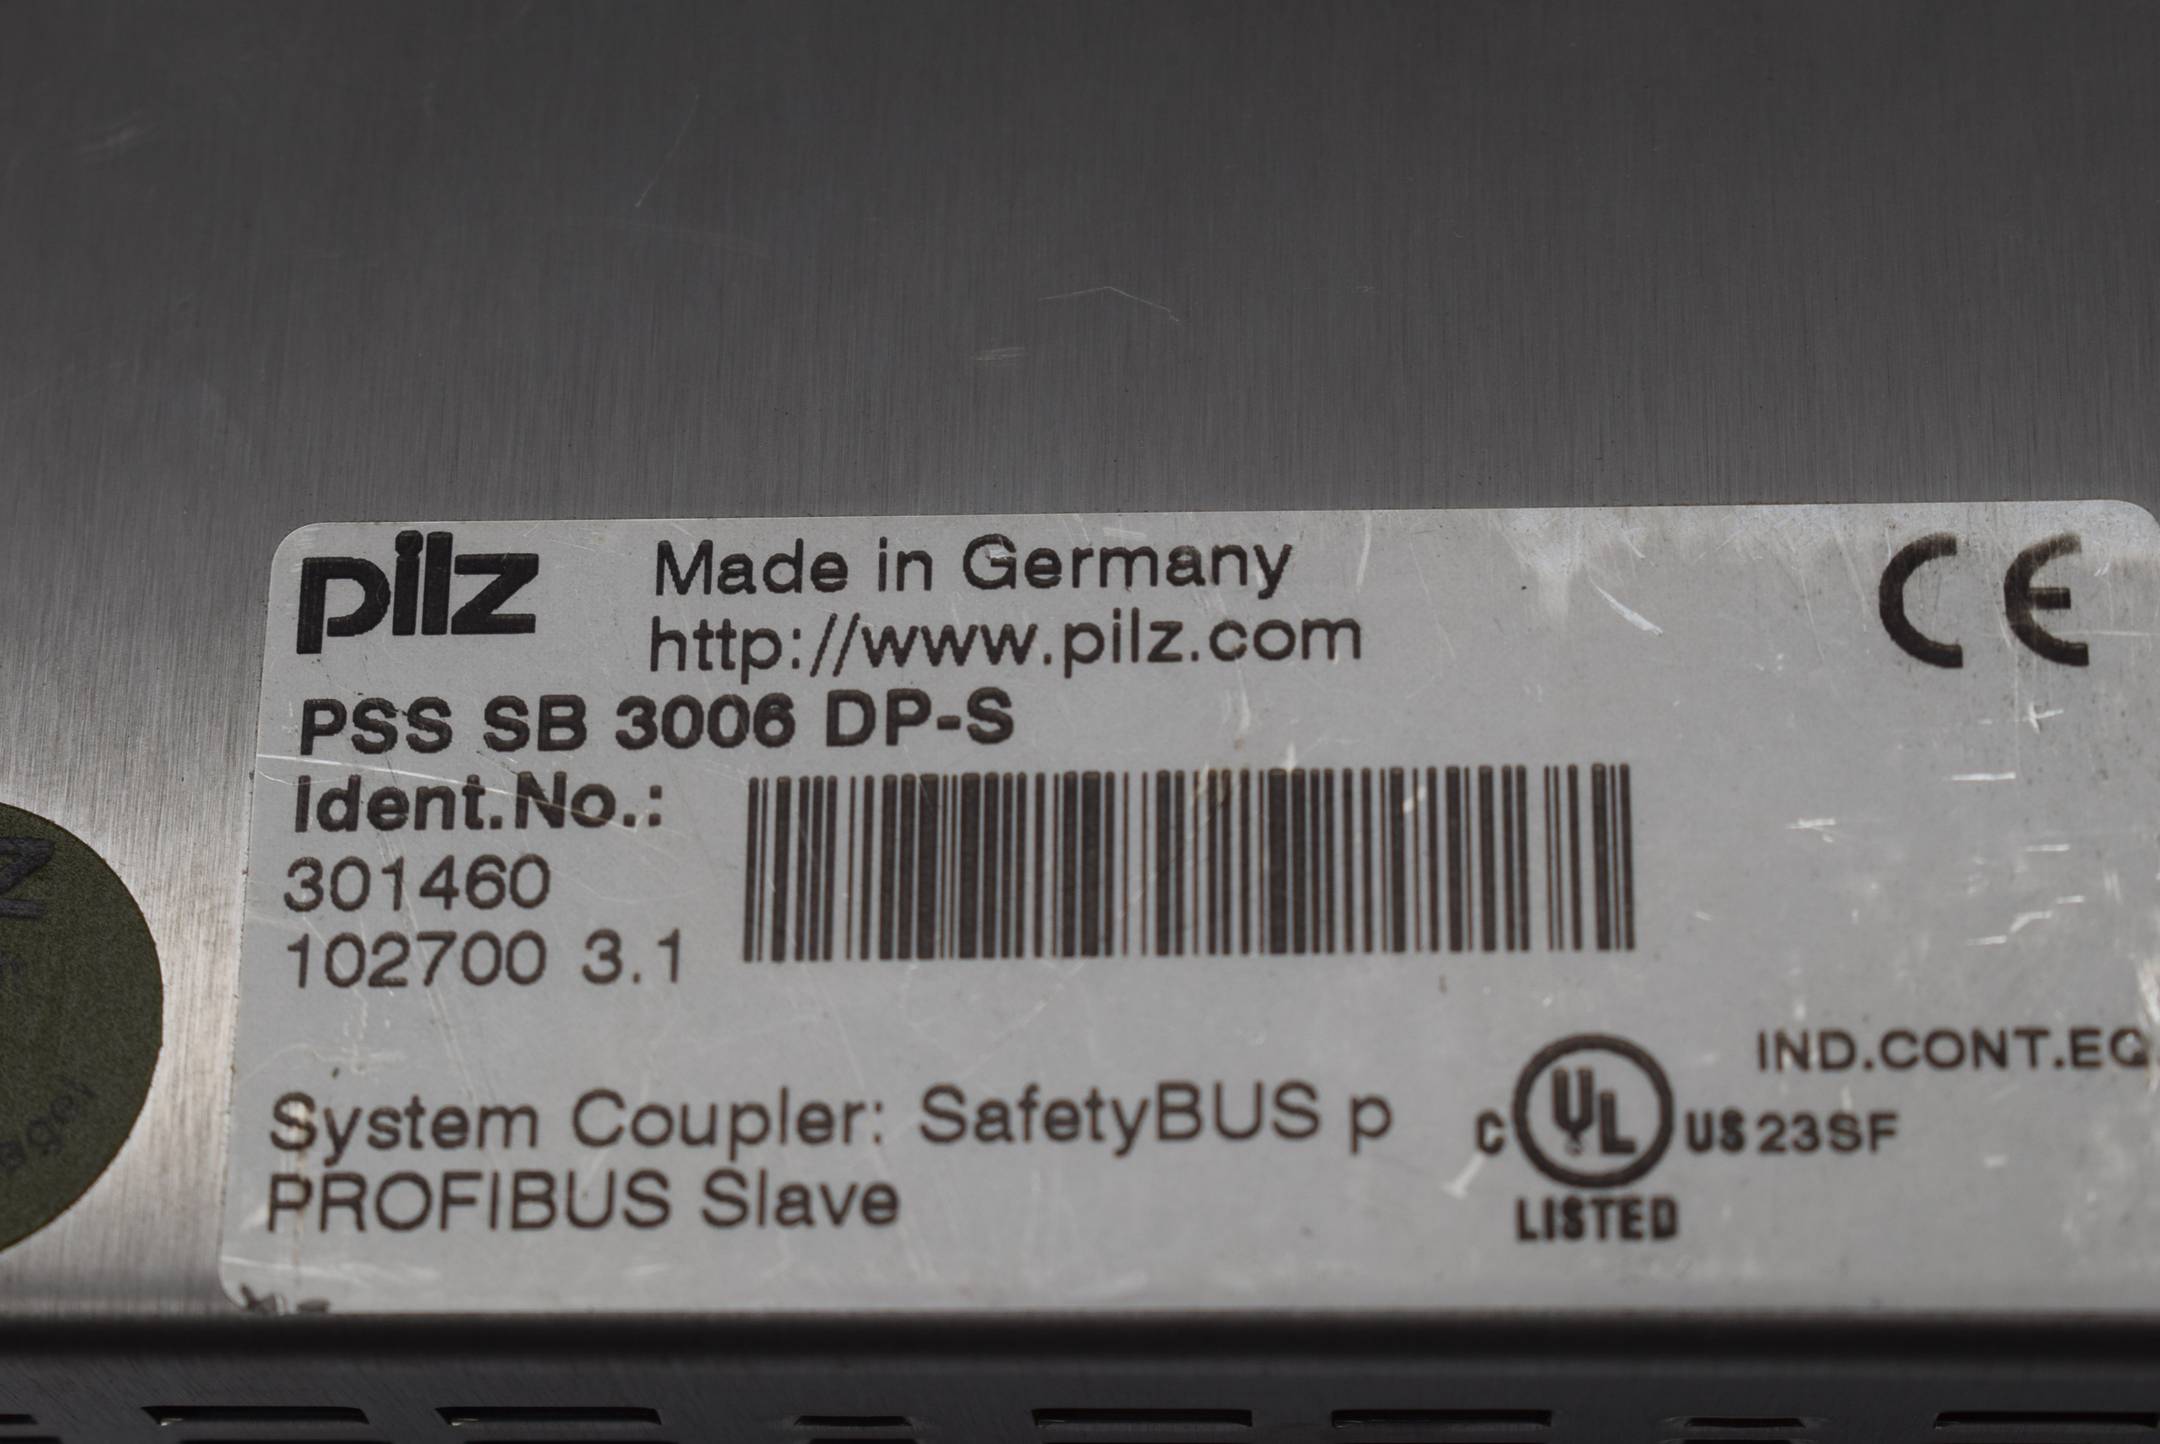 pilz
Made in Germany
http://www.pilz.com
CE
PSS SB 3006 DP-S
Ident.No.:
301460
102700 3.1
System Coupler: SafetyBUS p
PROFIBUS Slave
C UL US
LISTED
IND.CONT.EQ
23SF